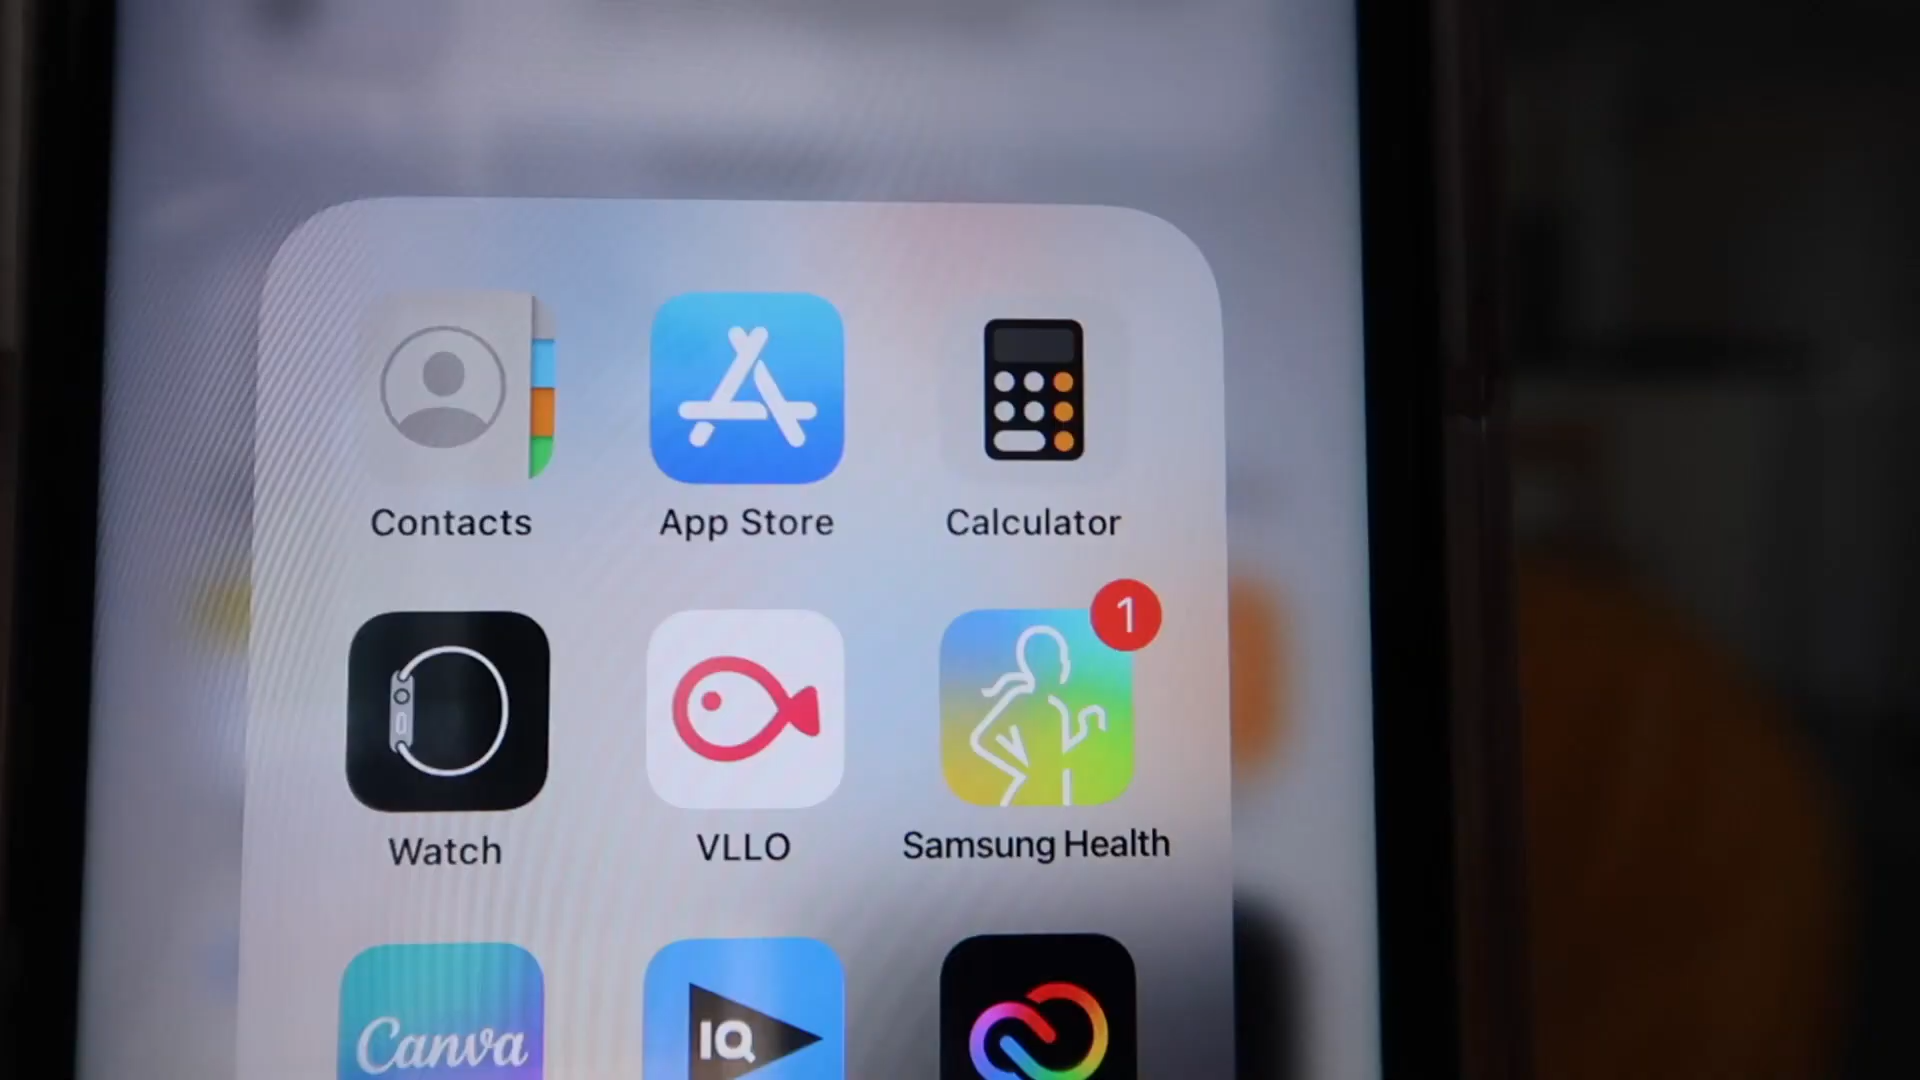 Contacts
App Store
Calculator
1
Watch
VLLO
Samsung Health
Canva
IQ